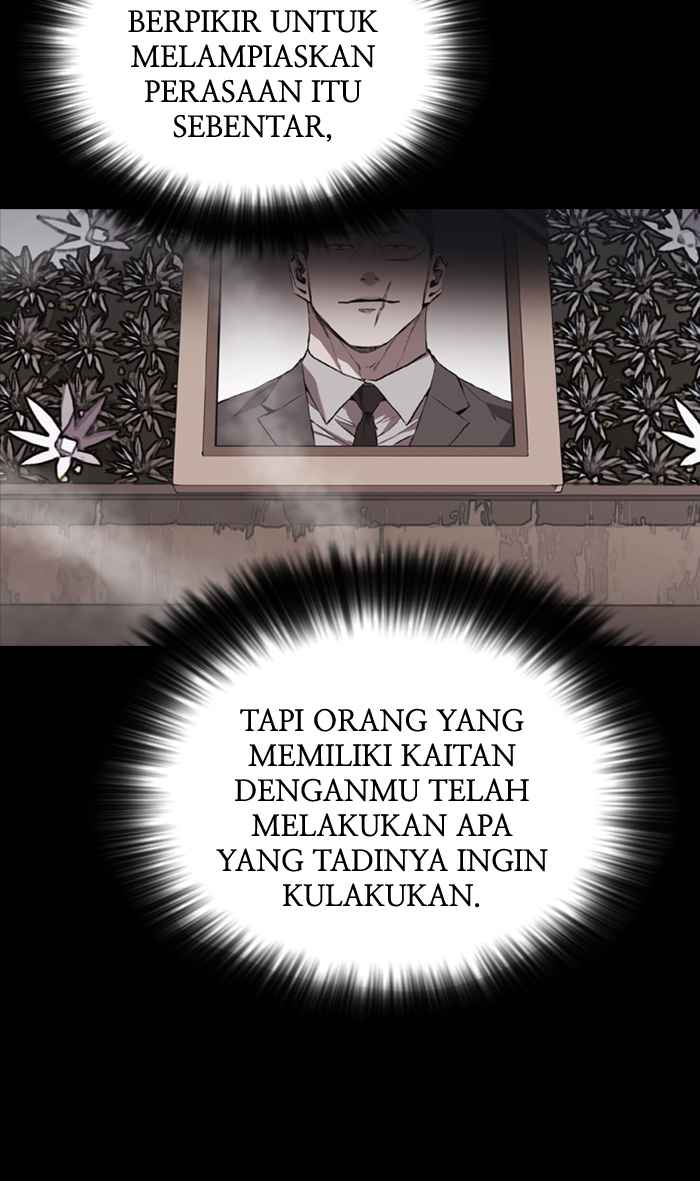 BERPIKIR UNTUK
MELAMPIASKAN
PERASAAN ITU
SEBENTAR,
TAPI ORANG YANG
MEMILIKI KAITAN
DENGANMU TELAH
MELAKUKAN APA
YANG TADINYA INGIN
KULAKUKAN.